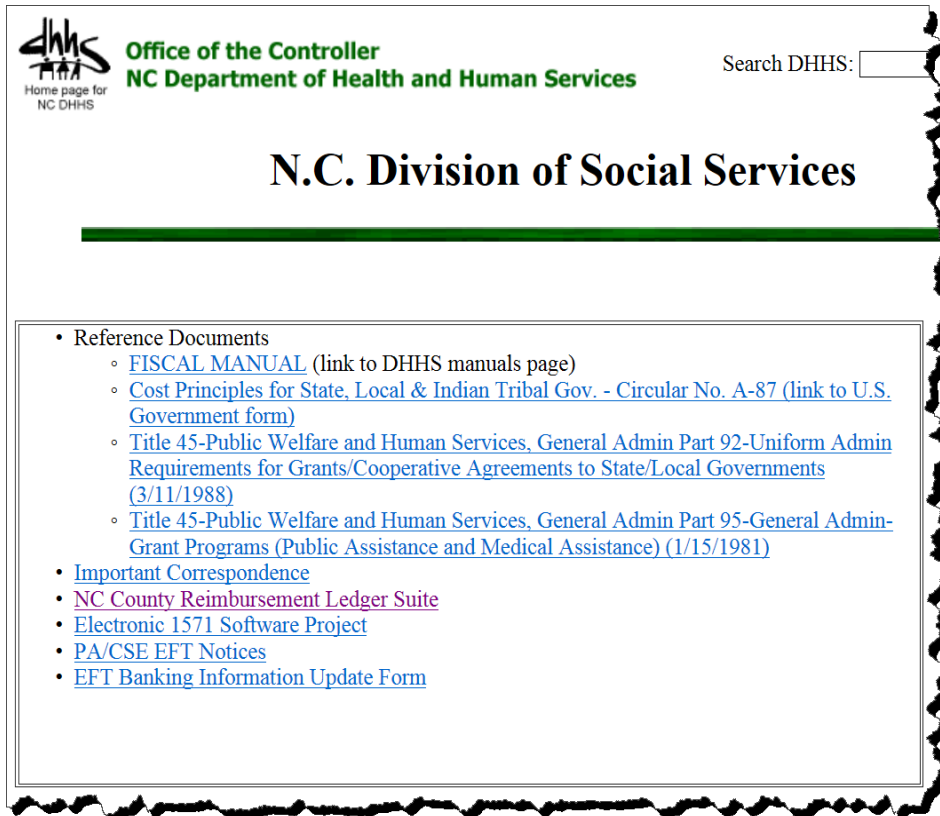 dhhs
Home page for
NC DHHS
Office of the Controller
NC Department of Health and Human Services
Search DHHS:
N.C. Division of Social Services
• Reference Documents
◦ FISCAL MANUAL (link to DHHS manuals page)
◦ Cost Principles for State, Local & Indian Tribal Gov. - Circular No. A-87 (link to U.S.
Government form)
◦ Title 45-Public Welfare and Human Services, General Admin Part 92-Uniform Admin
Requirements for Grants/Cooperative Agreements to State/Local Governments
(3/11/1988)
◦ Title 45-Public Welfare and Human Services, General Admin Part 95-General Admin-
Grant Programs (Public Assistance and Medical Assistance) (1/15/1981)
• Important Correspondence
• NC County Reimbursement Ledger Suite
• Electronic 1571 Software Project
• PA/CSE EFT Notices
• EFT Banking Information Update Form